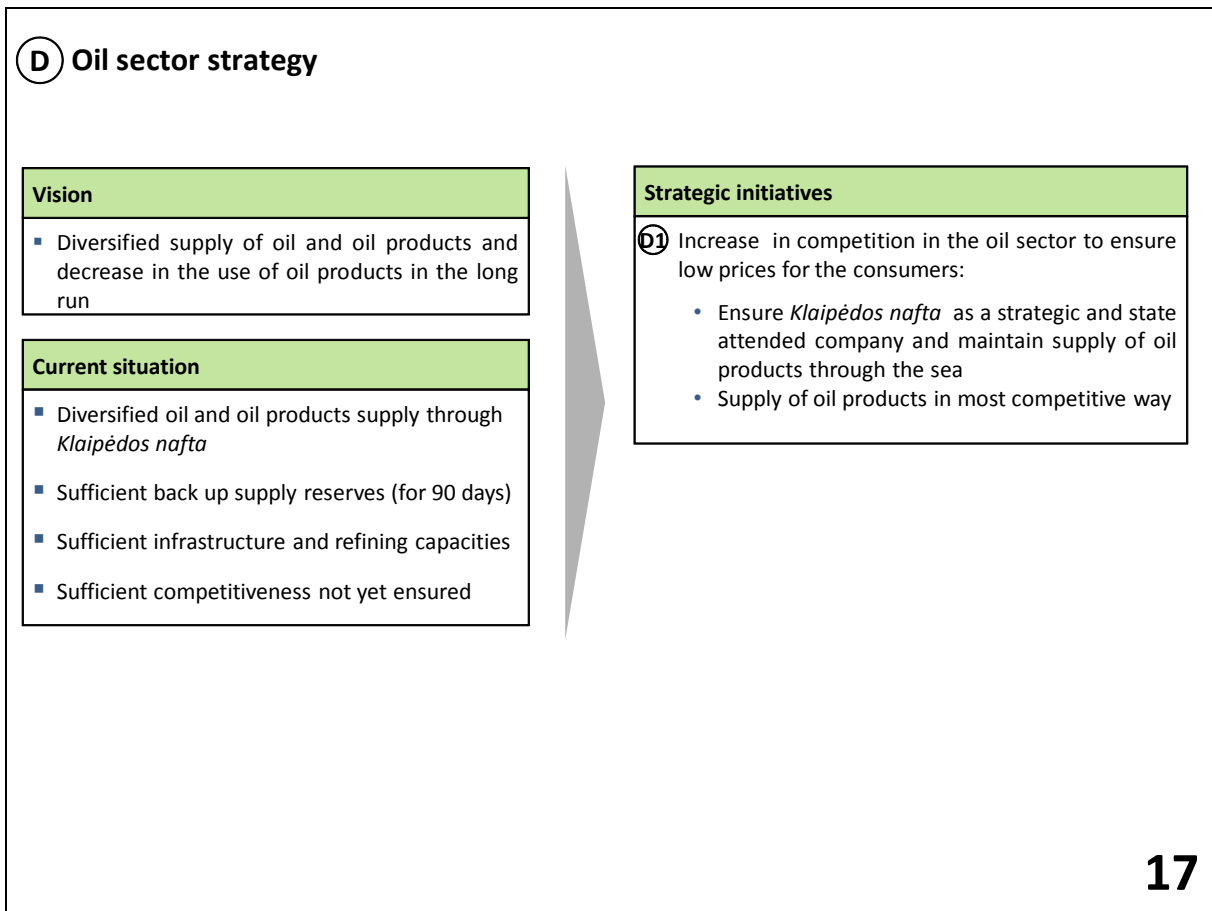 D Oil sector strategy
Vision
▪ Diversified supply of oil and oil products and
decrease in the use of oil products in the long
run
Current situation
▪ Diversified oil and oil products supply through
Klaipėdos nafta
▪ Sufficient back up supply reserves (for 90 days)
▪ Sufficient infrastructure and refining capacities
▪ Sufficient competitiveness not yet ensured
Strategic initiatives
D1 Increase in competition in the oil sector to ensure
low prices for the consumers:
• Ensure Klaipėdos nafta as a strategic and state
attended company and maintain supply of oil
products through the sea
• Supply of oil products in most competitive way
17